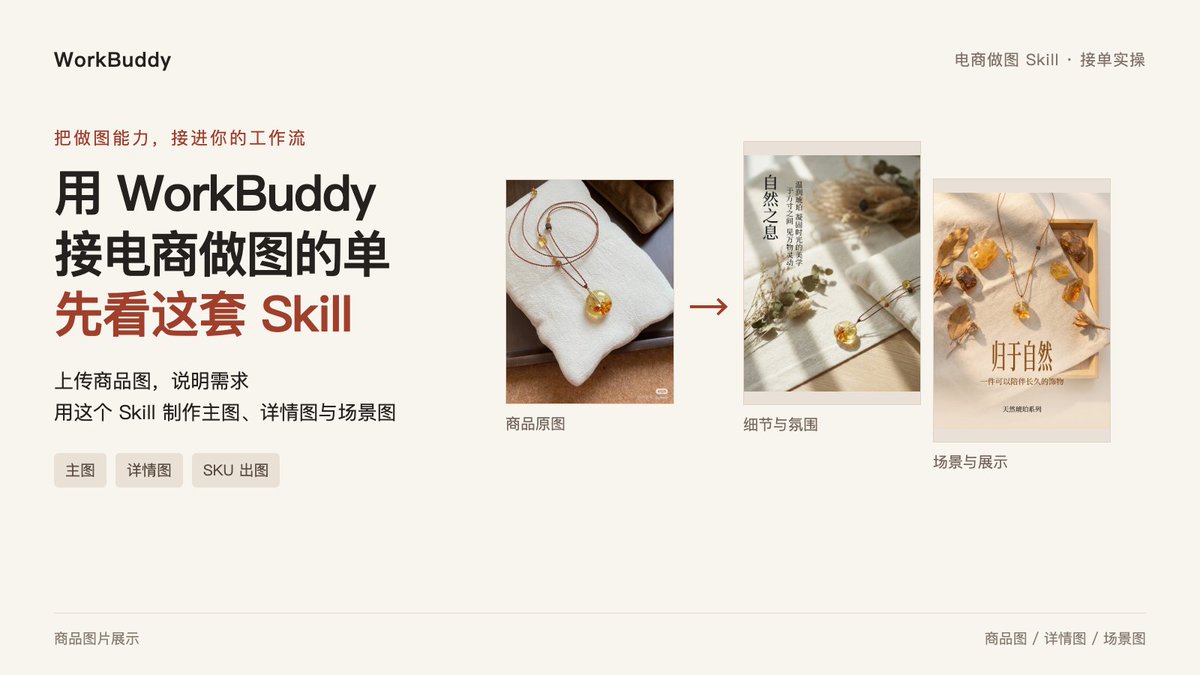 WorkBuddy
电商做图 Skill · 接单实操
把做图能力，接进你的工作流
用 WorkBuddy
接电商做图的单
先看这套 Skill
上传商品图，说明需求
用这个 Skill 制作主图、详情图与场景图
主图
详情图
SKU 出图
商品原图
自然之息
温润琥珀 凝固时光的美学
于方寸之间 见万物灵动
细节与氛围
归于自然
一件可以陪伴长久的饰物
天然琥珀系列
场景与展示
商品图片展示
商品图 / 详情图 / 场景图